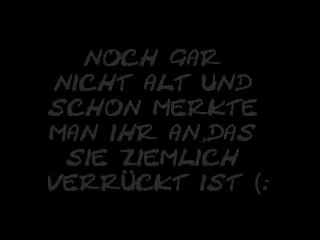 NOCH GAR
NICHT ALT UND
SCHON MERKTE
MAN IHR AN,DAS
SIE ZIEMLICH
VERRÜCKT IST (: